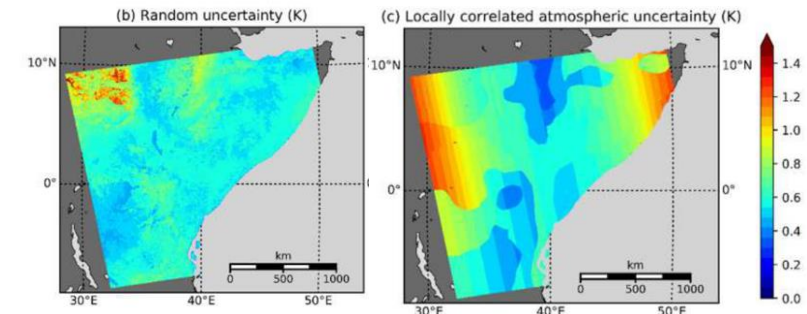 (b) Random uncertainty (K)
(c) Locally correlated atmospheric uncertainty (K)
10°N
10°N
10°N
0°
0°
0°
km
0 500 1000
km
0 500 1000
30°E 40°E 50°E
30°E 40°E 50°E
1.4
1.2
1.0
0.8
0.6
0.4
0.2
0.0